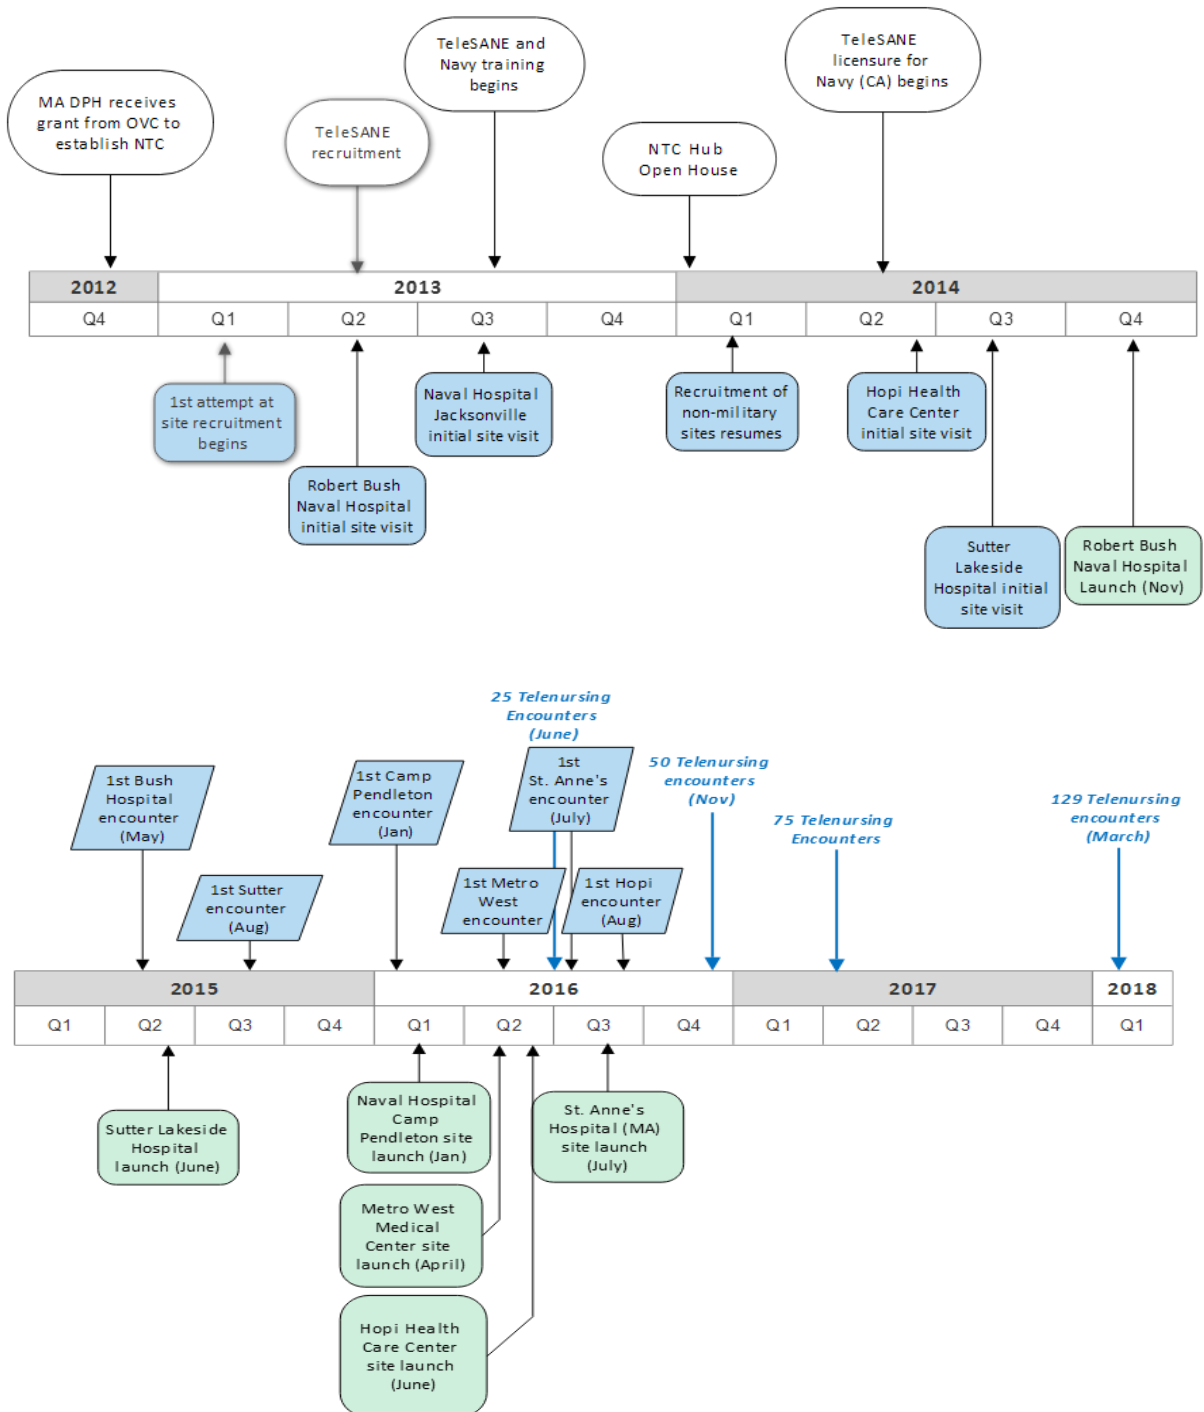 MA DPH receives
grant from OVC to
establish NTC
TeleSANE
recruitment
TeleSANE and
Navy training
begins
NTC Hub
Open House
TeleSANE
licensure for
Navy (CA) begins
2012
2013
2014
Q4
Q1
Q2
Q3
Q4
Q1
Q2
Q3
Q4
1st attempt at
site recruitment
begins
Robert Bush
Naval Hospital
initial site visit
Naval Hospital
Jacksonville
initial site visit
Recruitment of
non-military
sites resumes
Hopi Health
Care Center
initial site visit
Sutter
Lakeside
Hospital initial
site visit
Robert Bush
Naval Hospital
Launch (Nov)
25 Telenursing
Encounters
(June)
50 Telenursing
encounters
(Nov)
75 Telenursing
Encounters
129 Telenursing
encounters
(March)
1st Bush
Hospital
encounter
(May)
1st Sutter
encounter
(Aug)
1st Camp
Pendleton
encounter
(Jan)
1st Metro
West
encounter
1st
St. Anne's
encounter
(July)
1st Hopi
encounter
(Aug)
2015
2016
2017
2018
Q1
Q2
Q3
Q4
Q1
Q2
Q3
Q4
Q1
Q2
Q3
Q4
Q1
Sutter Lakeside
Hospital
launch (June)
Naval Hospital
Camp
Pendleton site
launch (Jan)
Metro West
Medical
Center site
launch (April)
Hopi Health
Care Center
site launch
(June)
St. Anne's
Hospital (MA)
site launch
(July)